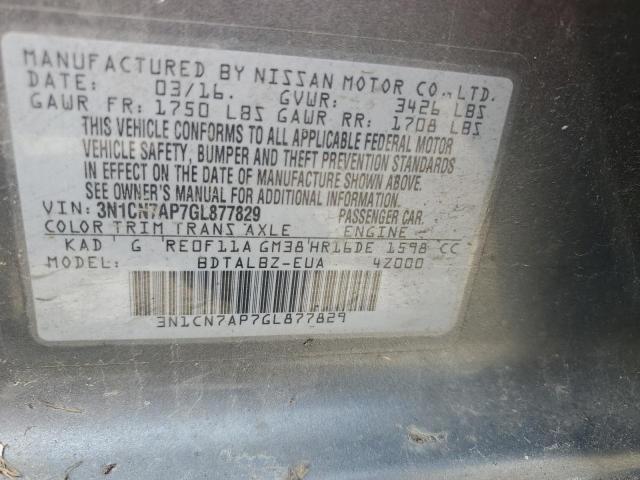 MANUFACTURED BY NISSAN MOTOR CO., LTD.
DATE: 03/16. GVWR: 3426 LBS
GAWR FR: 1750 LBS GAWR RR: 1708 LBS
THIS VEHICLE CONFORMS TO ALL APPLICABLE FEDERAL MOTOR
VEHICLE SAFETY, BUMPER AND THEFT PREVENTION STANDARDS
IN EFFECT ON THE DATE OF MANUFACTURE SHOWN ABOVE.
SEE OWNER'S MANUAL FOR ADDITIONAL INFORMATION.
VIN: 3N1CN7AP7GL877829 PASSENGER CAR.
COLOR TRIM TRANS AXLE ENGINE
KAD G RE0F11A GM38 HR16DE 1598 CC
MODEL: BDTALBZ-EUA 4Z000
3N1CN7AP7GL877829